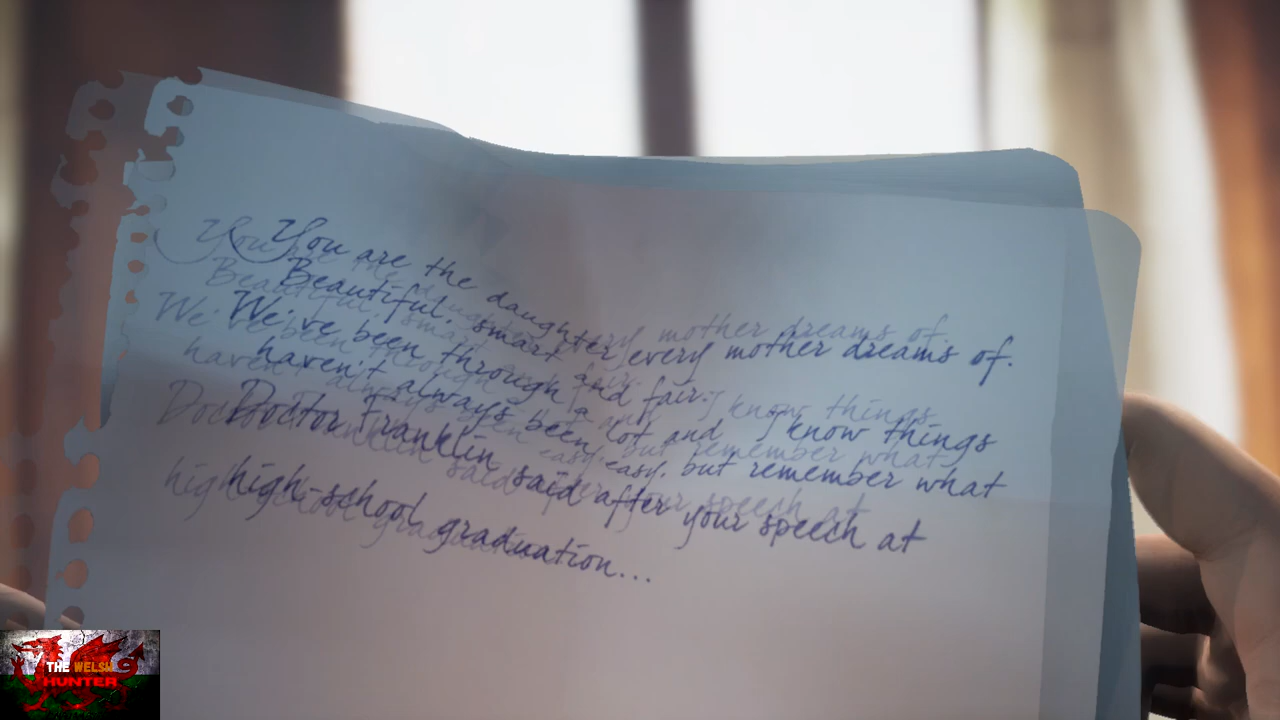 You are the daughter every mother dreams of.
Beautiful. smart and fair.
We've been through a lot and I know things
haven't always been easy, but remember what
Doctor Franklin said after your speech at
high-school graduation...
THE WELSH
HUNTER